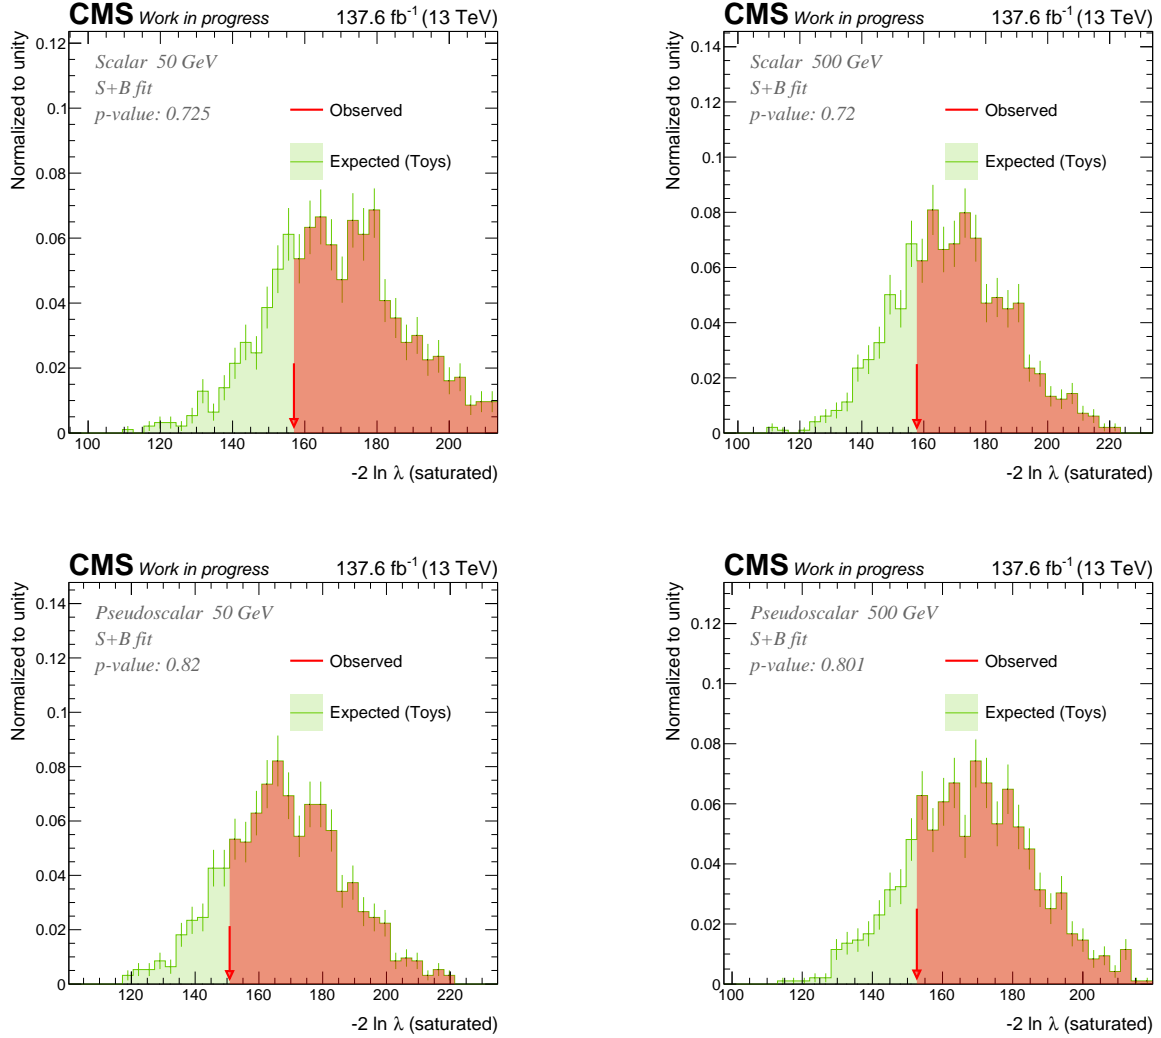 CMS Work in progress 137.6 fb⁻¹ (13 TeV)
Normalized to unity
0.12
0.1
0.08
0.06
0.04
0.02
0
Scalar 50 GeV
S+B fit
p-value: 0.725
Observed
Expected (Toys)
100 120 140 160 180 200
-2 ln λ (saturated)
CMS Work in progress 137.6 fb⁻¹ (13 TeV)
Normalized to unity
0.14
0.12
0.1
0.08
0.06
0.04
0.02
0
Scalar 500 GeV
S+B fit
p-value: 0.72
Observed
Expected (Toys)
100 120 140 160 180 200 220
-2 ln λ (saturated)
CMS Work in progress 137.6 fb⁻¹ (13 TeV)
Normalized to unity
0.14
0.12
0.1
0.08
0.06
0.04
0.02
0
Pseudoscalar 50 GeV
S+B fit
p-value: 0.82
Observed
Expected (Toys)
120 140 160 180 200 220
-2 ln λ (saturated)
CMS Work in progress 137.6 fb⁻¹ (13 TeV)
Normalized to unity
0.12
0.1
0.08
0.06
0.04
0.02
0
Pseudoscalar 500 GeV
S+B fit
p-value: 0.801
Observed
Expected (Toys)
100 120 140 160 180 200
-2 ln λ (saturated)